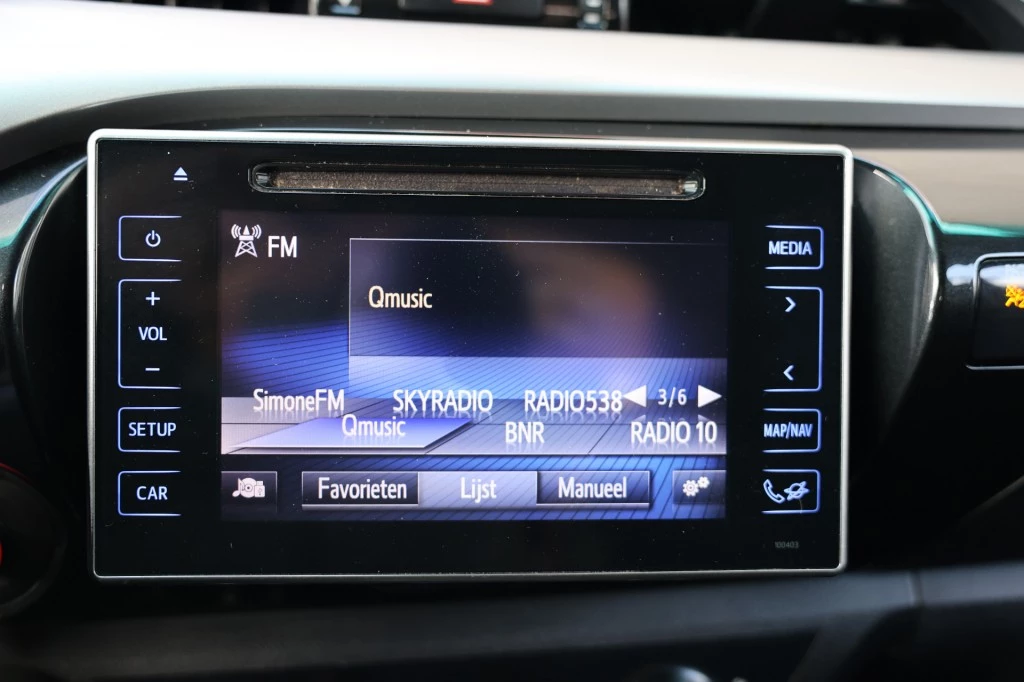 FM
MEDIA
Qmusic
+
VOL
-
SimoneFM SKYRADIO RADIO538 3/6
Qmusic BNR RADIO 10
SETUP
MAP/NAV
Favorieten Lijst Manueel
CAR
100403